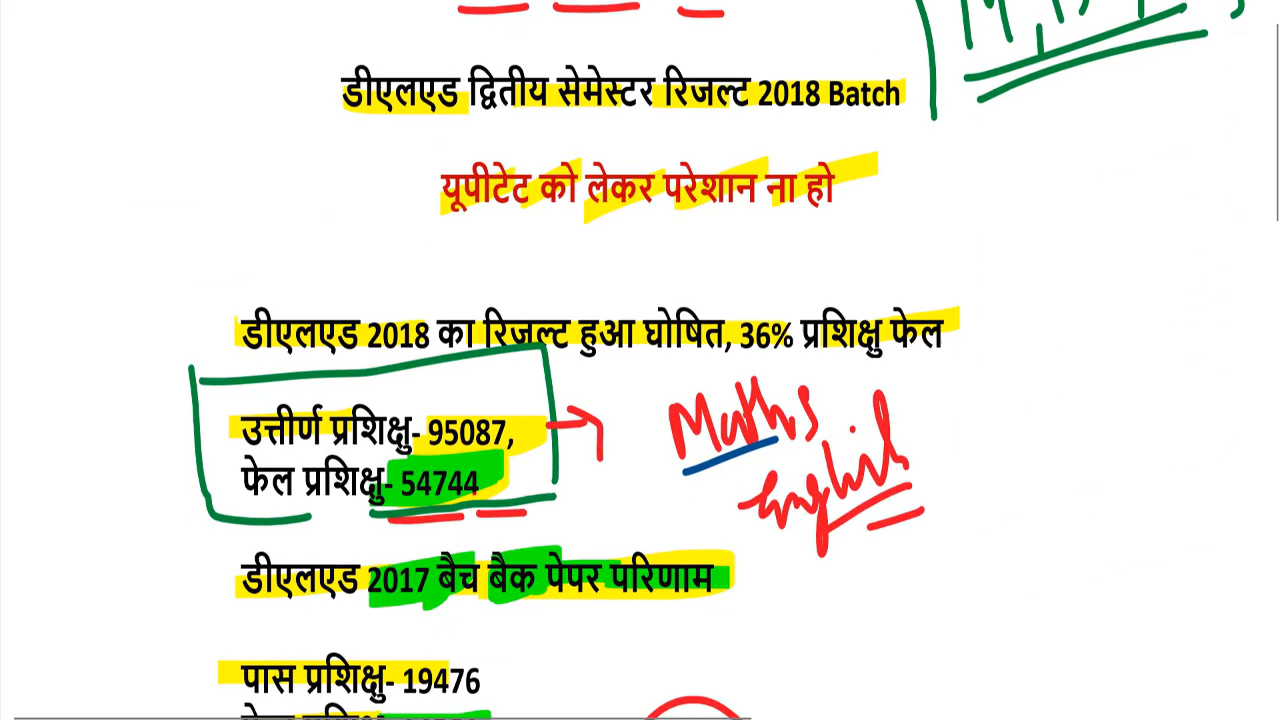 डीएलएड द्वितीय सेमेस्टर रिजल्ट 2018 Batch
यूपीटेट को लेकर परेशान ना हो
डीएलएड 2018 का रिजल्ट हुआ घोषित, 36% प्रशिक्षु फेल
उत्तीर्ण प्रशिक्षु- 95087,
Maths
फेल प्रशिक्षु- 54744
English
डीएलएड 2017 बैच बैक पेपर परिणाम
पास प्रशिक्षु- 19476